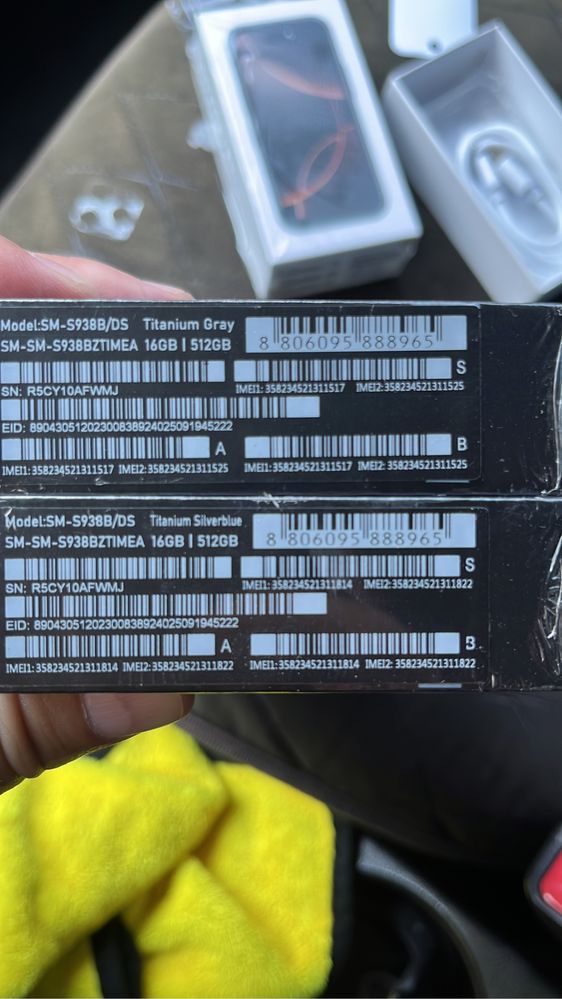 Model:SM-S938B/DS Titanium Gray
SM-SM-S938BZTIMEA 16GB | 512GB
8 806095 888965
S
SN: R5CY10AFWMJ
IMEI1:358234521311517 IMEI2:358234521311525
EID: 89043051202300838924025091945222
A
B
IMEI1:358234521311517 IMEI2:358234521311525
IMEI1:358234521311517 IMEI2:358234521311525
Model:SM-S938B/DS Titanium Silverblue
SM-SM-S938BZTIMEA 16GB | 512GB
8 806095 888965
S
SN: R5CY10AFWMJ
IMEI1:358234521311814 IMEI2:358234521311822
EID: 89043051202300838924025091945222
A
B
IMEI1:358234521311814 IMEI2:358234521311822
IMEI1:358234521311814 IMEI2:358234521311822